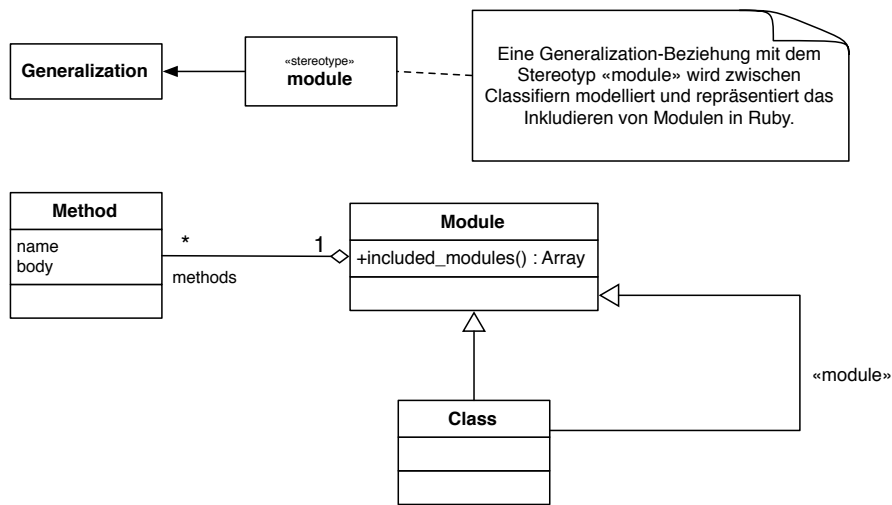 Generalization
«stereotype»
module
Eine Generalization-Beziehung mit dem
Stereotyp «module» wird zwischen
Classifiern modelliert und repräsentiert das
Inkludieren von Modulen in Ruby.
Method
name
body
*
methods
1
Module
+included_modules() : Array
«module»
Class